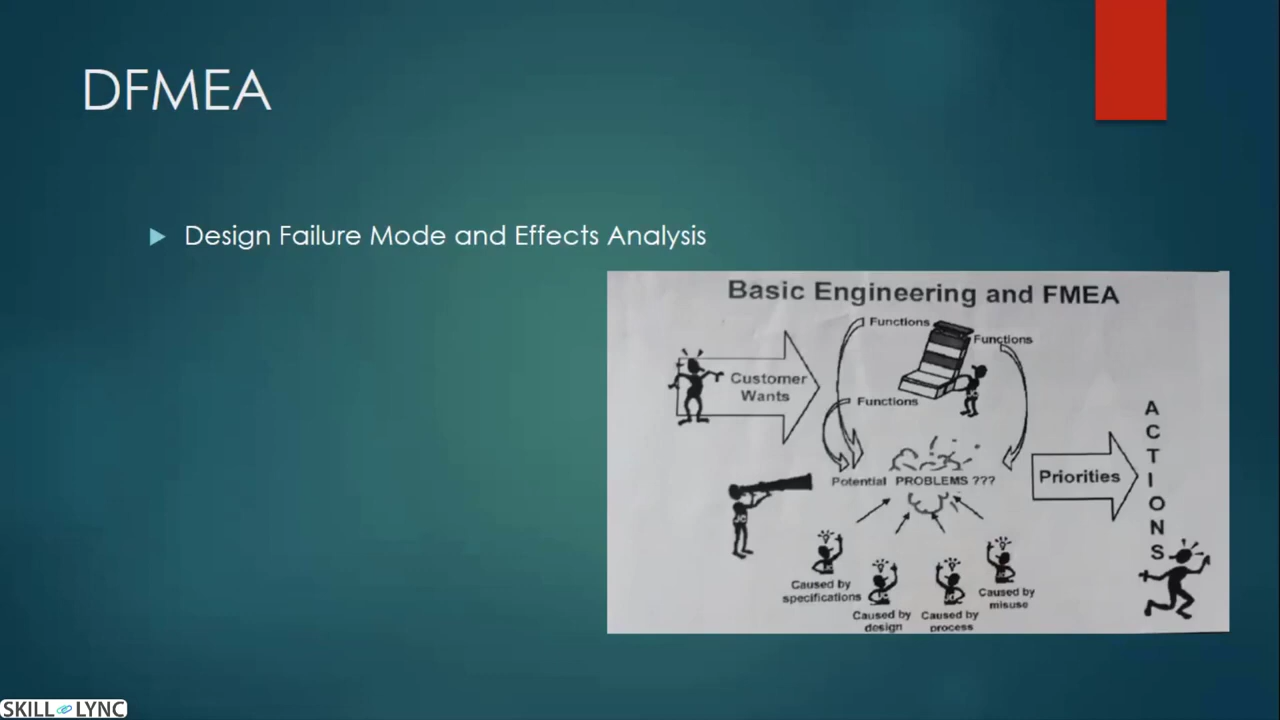 DFMEA
Design Failure Mode and Effects Analysis
Basic Engineering and FMEA
Functions
Functions
Customer
Wants
Functions
Potential PROBLEMS ???
Priorities
A
C
T
I
O
N
S
Caused by
specifications
Caused by
design
Caused by
process
Caused by
misuse
SKILL LYNC